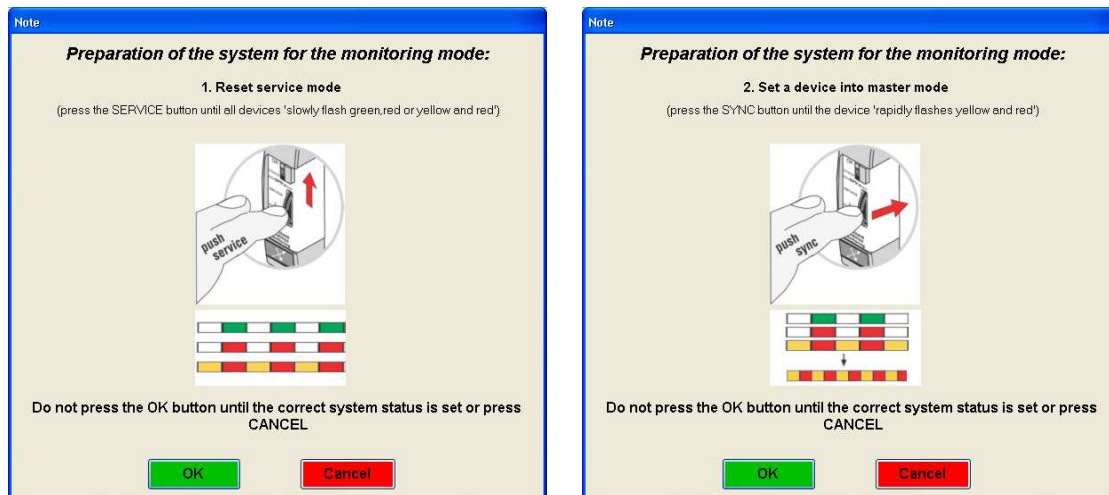 Note
Preparation of the system for the monitoring mode:
1. Reset service mode
(press the SERVICE button until all devices 'slowly flash green,red or yellow and red')
push
service
Do not press the OK button until the correct system status is set or press
CANCEL
OK
Cancel
Note
Preparation of the system for the monitoring mode:
2. Set a device into master mode
(press the SYNC button until the device 'rapidly flashes yellow and red')
push
sync
Do not press the OK button until the correct system status is set or press
CANCEL
OK
Cancel